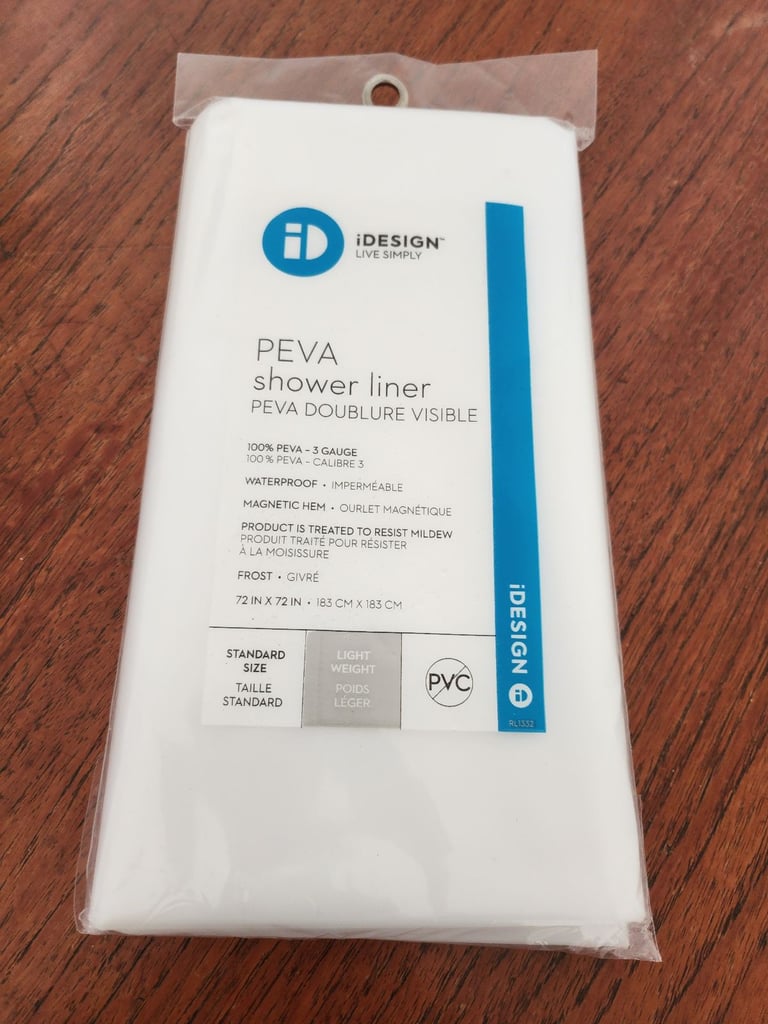 iD
iDESIGN™
LIVE SIMPLY
PEVA
shower liner
PEVA DOUBLURE VISIBLE
100% PEVA – 3 GAUGE
100 % PEVA – CALIBRE 3
WATERPROOF • IMPERMÉABLE
MAGNETIC HEM • OURLET MAGNÉTIQUE
PRODUCT IS TREATED TO RESIST MILDEW
PRODUIT TRAITÉ POUR RÉSISTER
À LA MOISISSURE
FROST • GIVRÉ
72 IN X 72 IN • 183 CM X 183 CM
STANDARD
SIZE
TAILLE
STANDARD
LIGHT
WEIGHT
POIDS
LÉGER
PVC
iDESIGN iD
RL1332